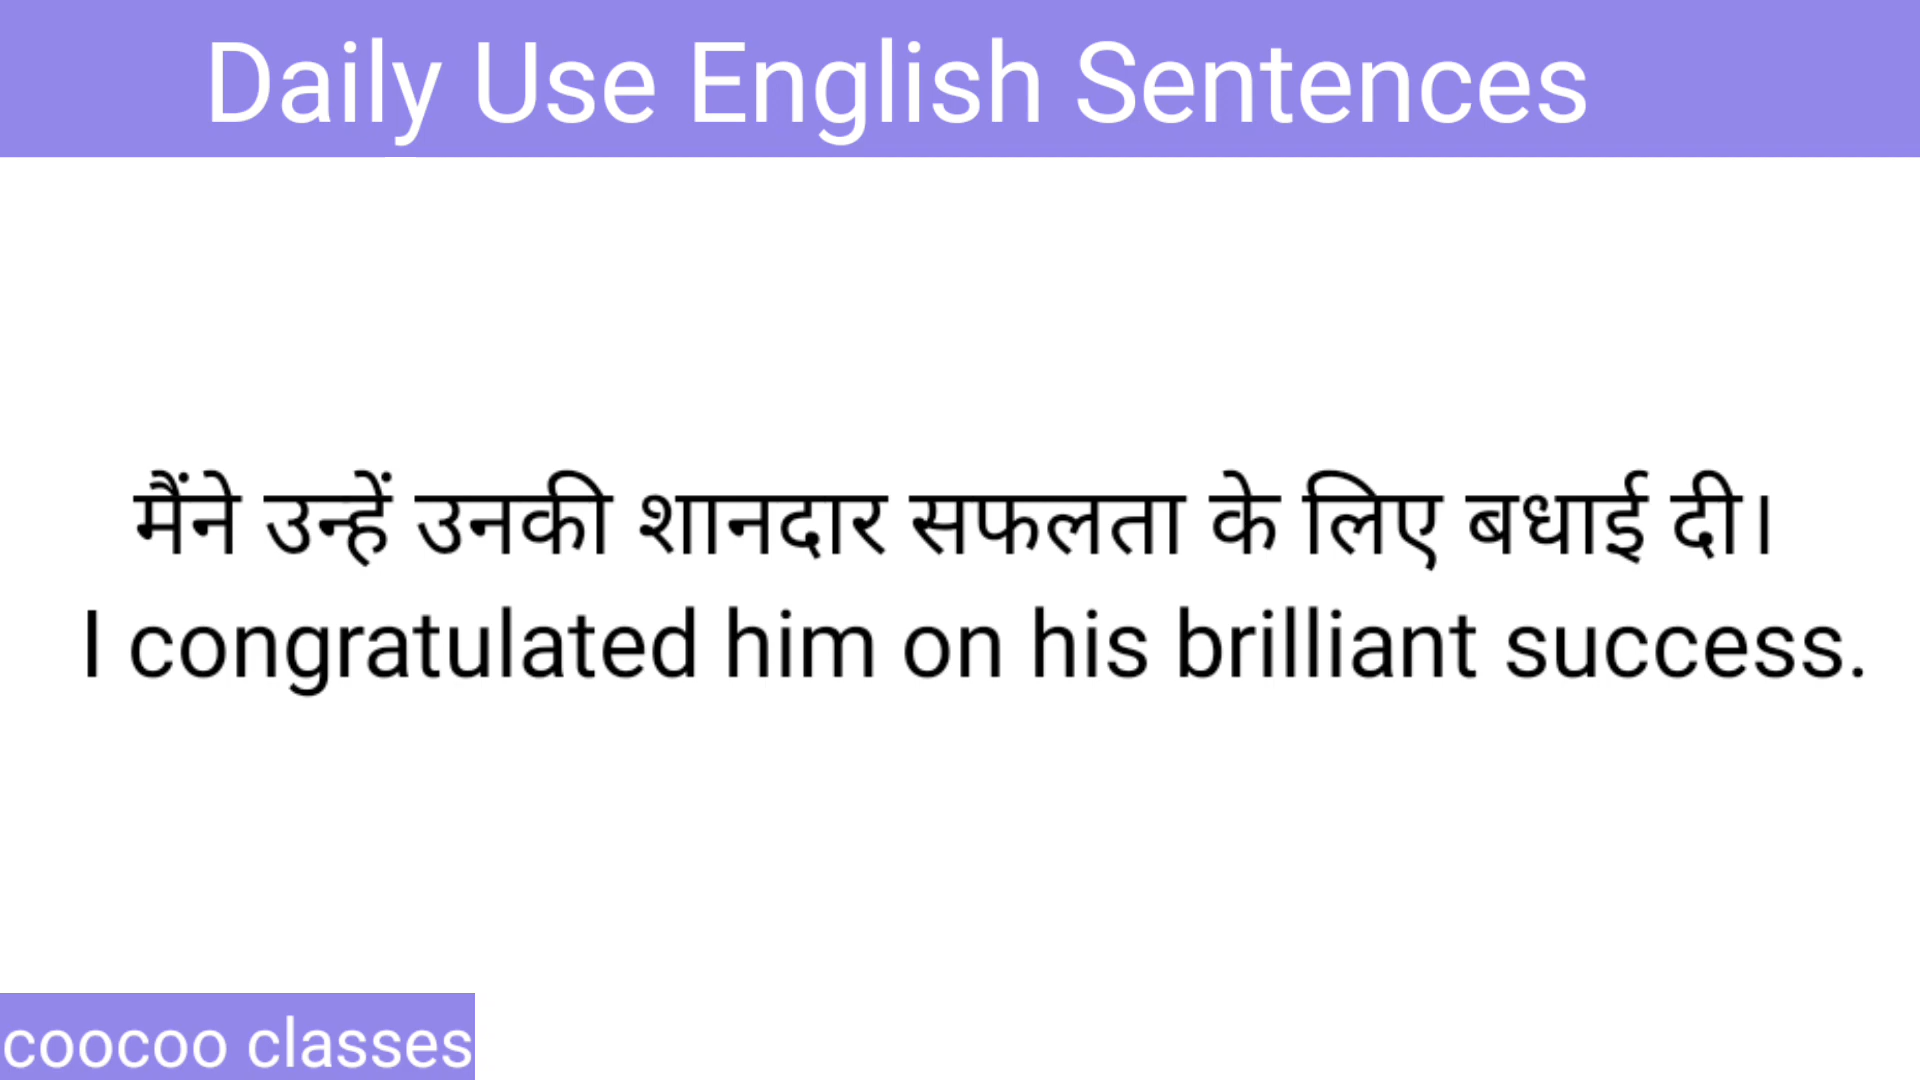 Daily Use English Sentences
मैंने उन्हें उनकी शानदार सफलता के लिए बधाई दी।
I congratulated him on his brilliant success.
coocoo classes